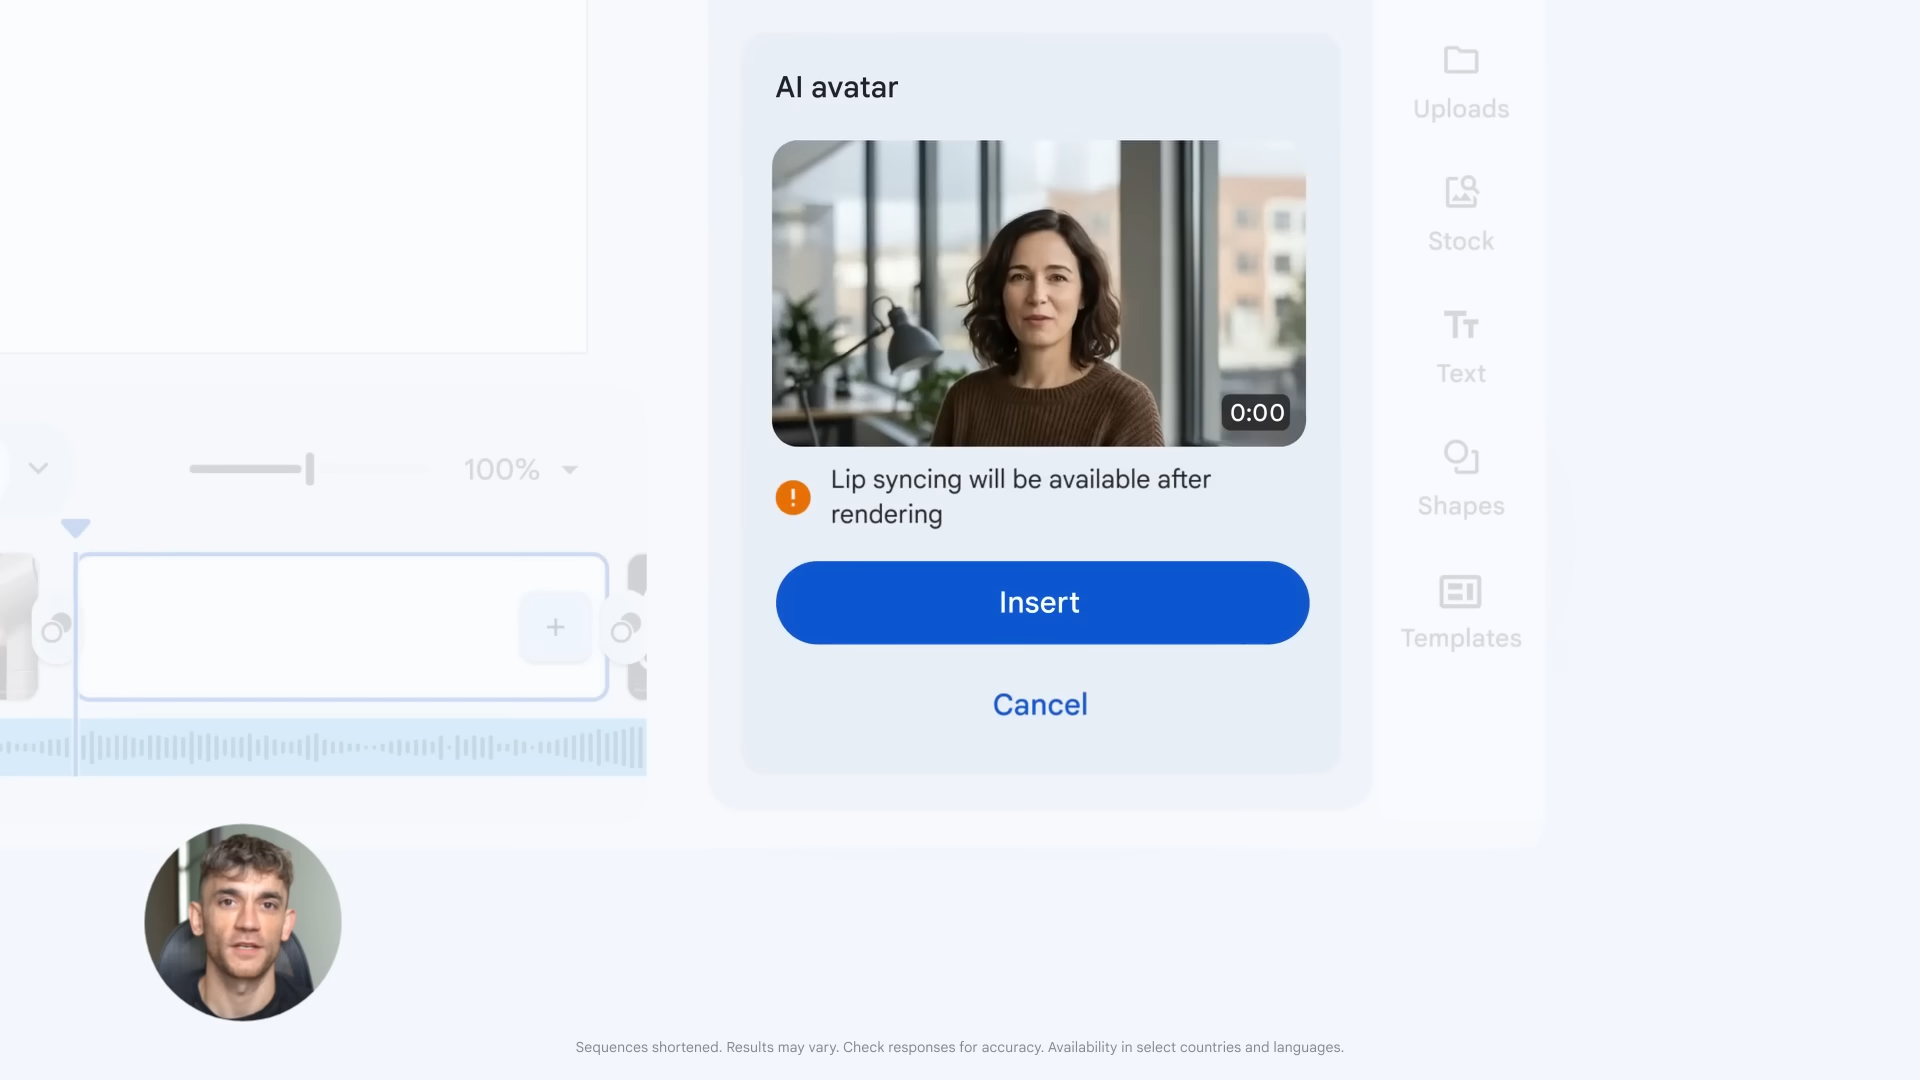 AI avatar
0:00
Lip syncing will be available after
rendering
Insert
Cancel
Uploads
Stock
Text
Shapes
Templates
100%
Sequences shortened. Results may vary. Check responses for accuracy. Availability in select countries and languages.